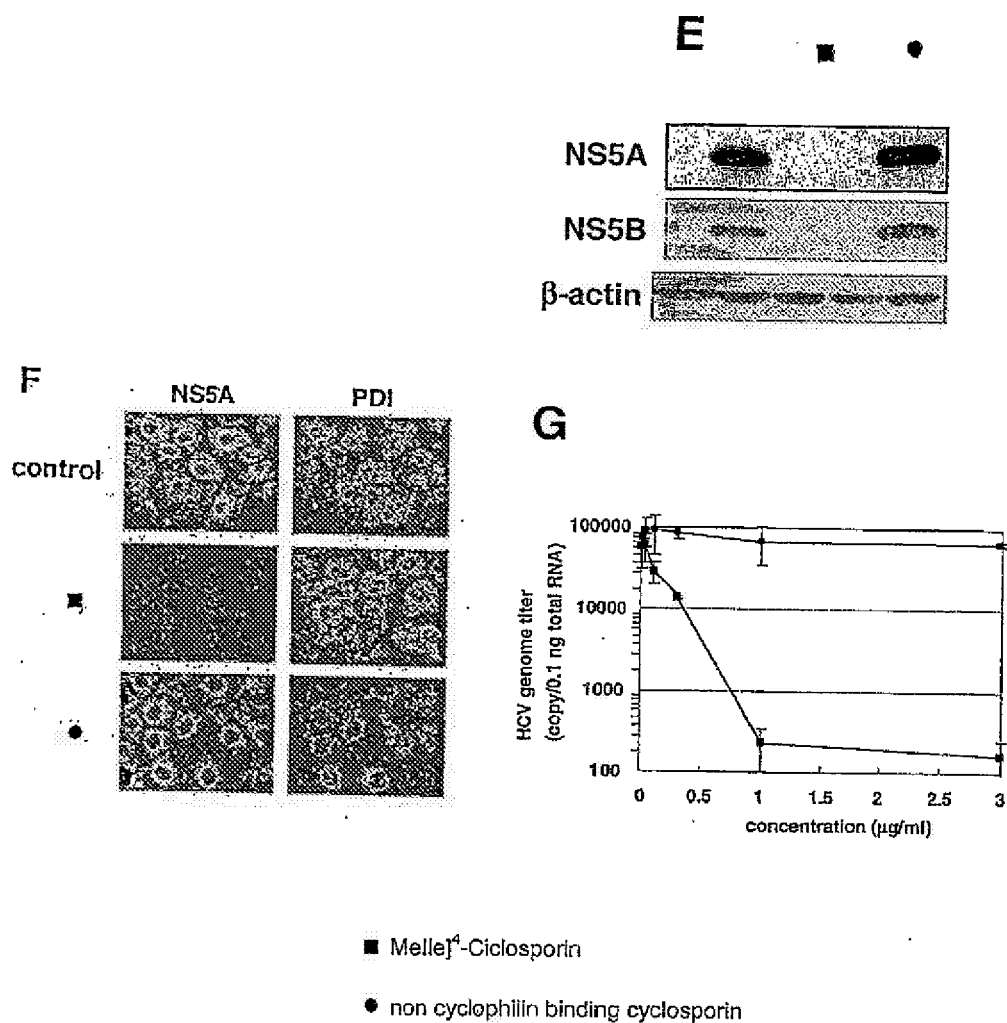 E
■ ●
NS5A
NS5B
β-actin
F
NS5A PDI
control
■
●
G
HCV genome titer
(copy/0.1 ng total RNA)
100000
10000
1000
100
0 0.5 1 1.5 2 2.5 3
concentration (μg/ml)
■ MeIle]⁴-Ciclosporin
● non cyclophilin binding cyclosporin